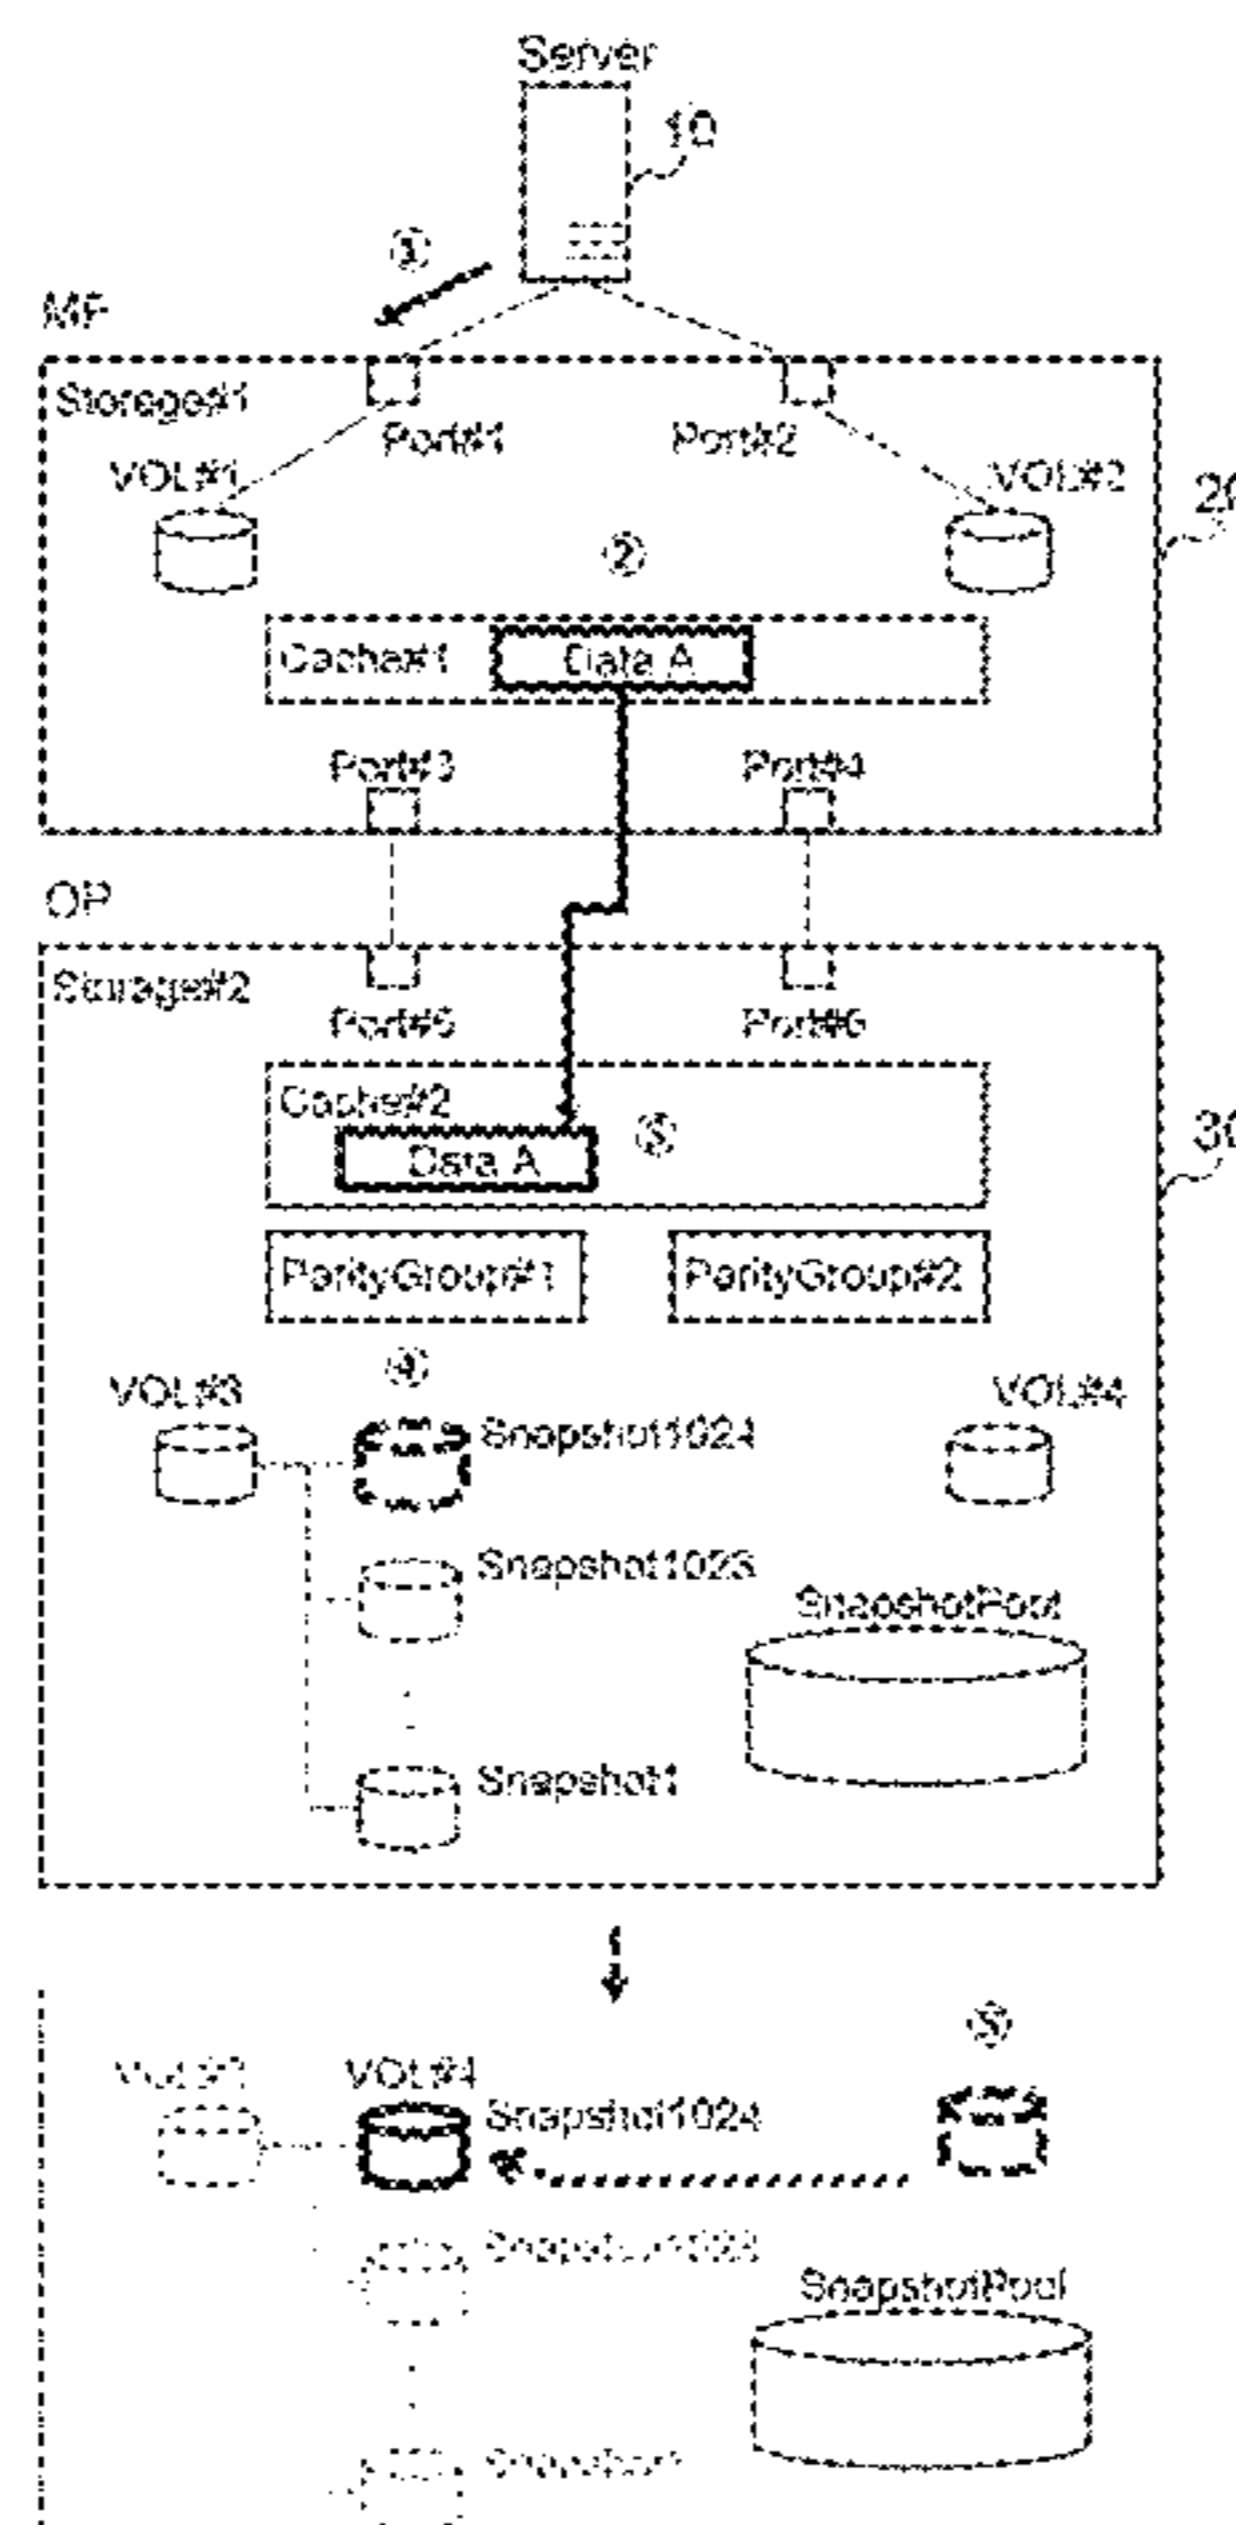 Server
10
①
MF
Storage#1
Port#1
Port#2
VOL#1
VOL#2
20
②
Cache#1
Data A
Port#3
Port#4
OP
Storage#2
Port#5
Port#6
Cache#2
③
Data A
30
ParityGroup#1
ParityGroup#2
④
VOL#3
Snapshot1024
VOL#4
Snapshot1023
SnapshotPool
Snapshot1
⑤
VOL#4
Snapshot1024
Snapshot1023
SnapshotPool